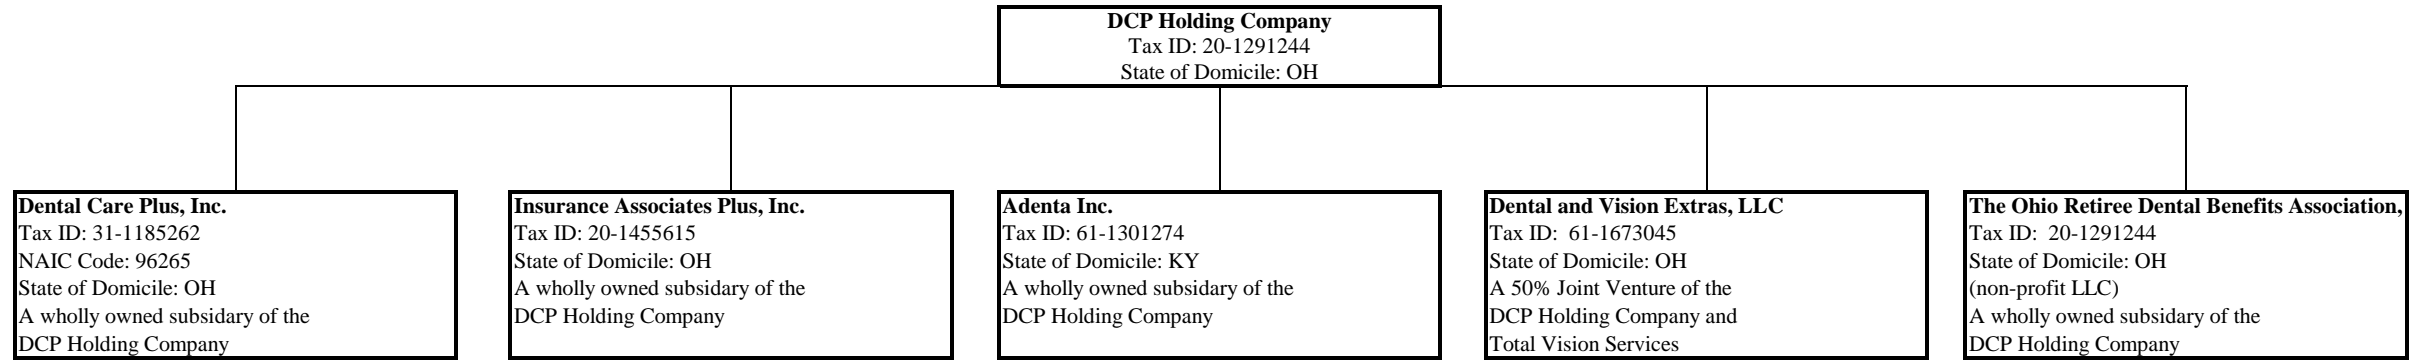 DCP Holding Company
Tax ID: 20-1291244
State of Domicile: OH
Dental Care Plus, Inc.
Tax ID: 31-1185262
NAIC Code: 96265
State of Domicile: OH
A wholly owned subsidary of the
DCP Holding Company
Insurance Associates Plus, Inc.
Tax ID: 20-1455615
State of Domicile: OH
A wholly owned subsidary of the
DCP Holding Company
Adenta Inc.
Tax ID: 61-1301274
State of Domicile: KY
A wholly owned subsidary of the
DCP Holding Company
Dental and Vision Extras, LLC
Tax ID: 61-1673045
State of Domicile: OH
A 50% Joint Venture of the
DCP Holding Company and
Total Vision Services
The Ohio Retiree Dental Benefits Association,
Tax ID: 20-1291244
State of Domicile: OH
(non-profit LLC)
A wholly owned subsidary of the
DCP Holding Company